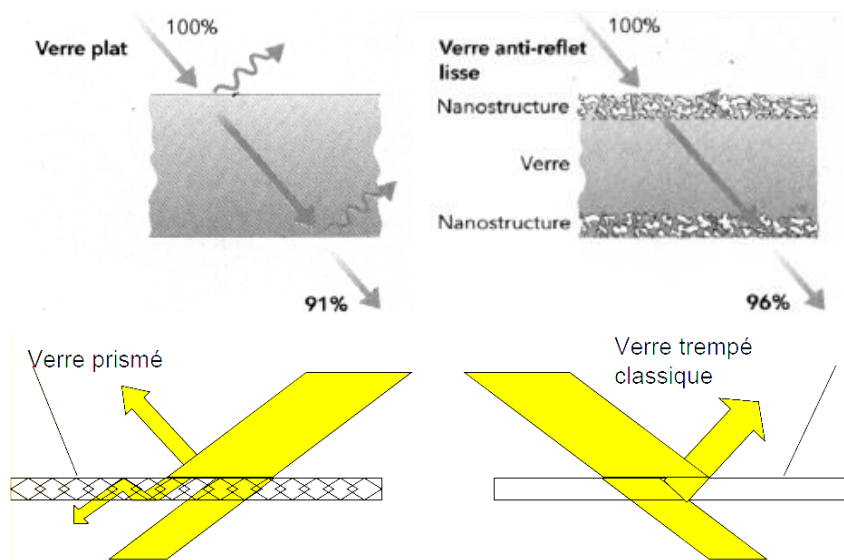 100%
Verre plat
91%
100%
Verre anti-reflet
lisse
Nanostructure
Verre
Nanostructure
96%
Verre prismé
Verre trempé
classique